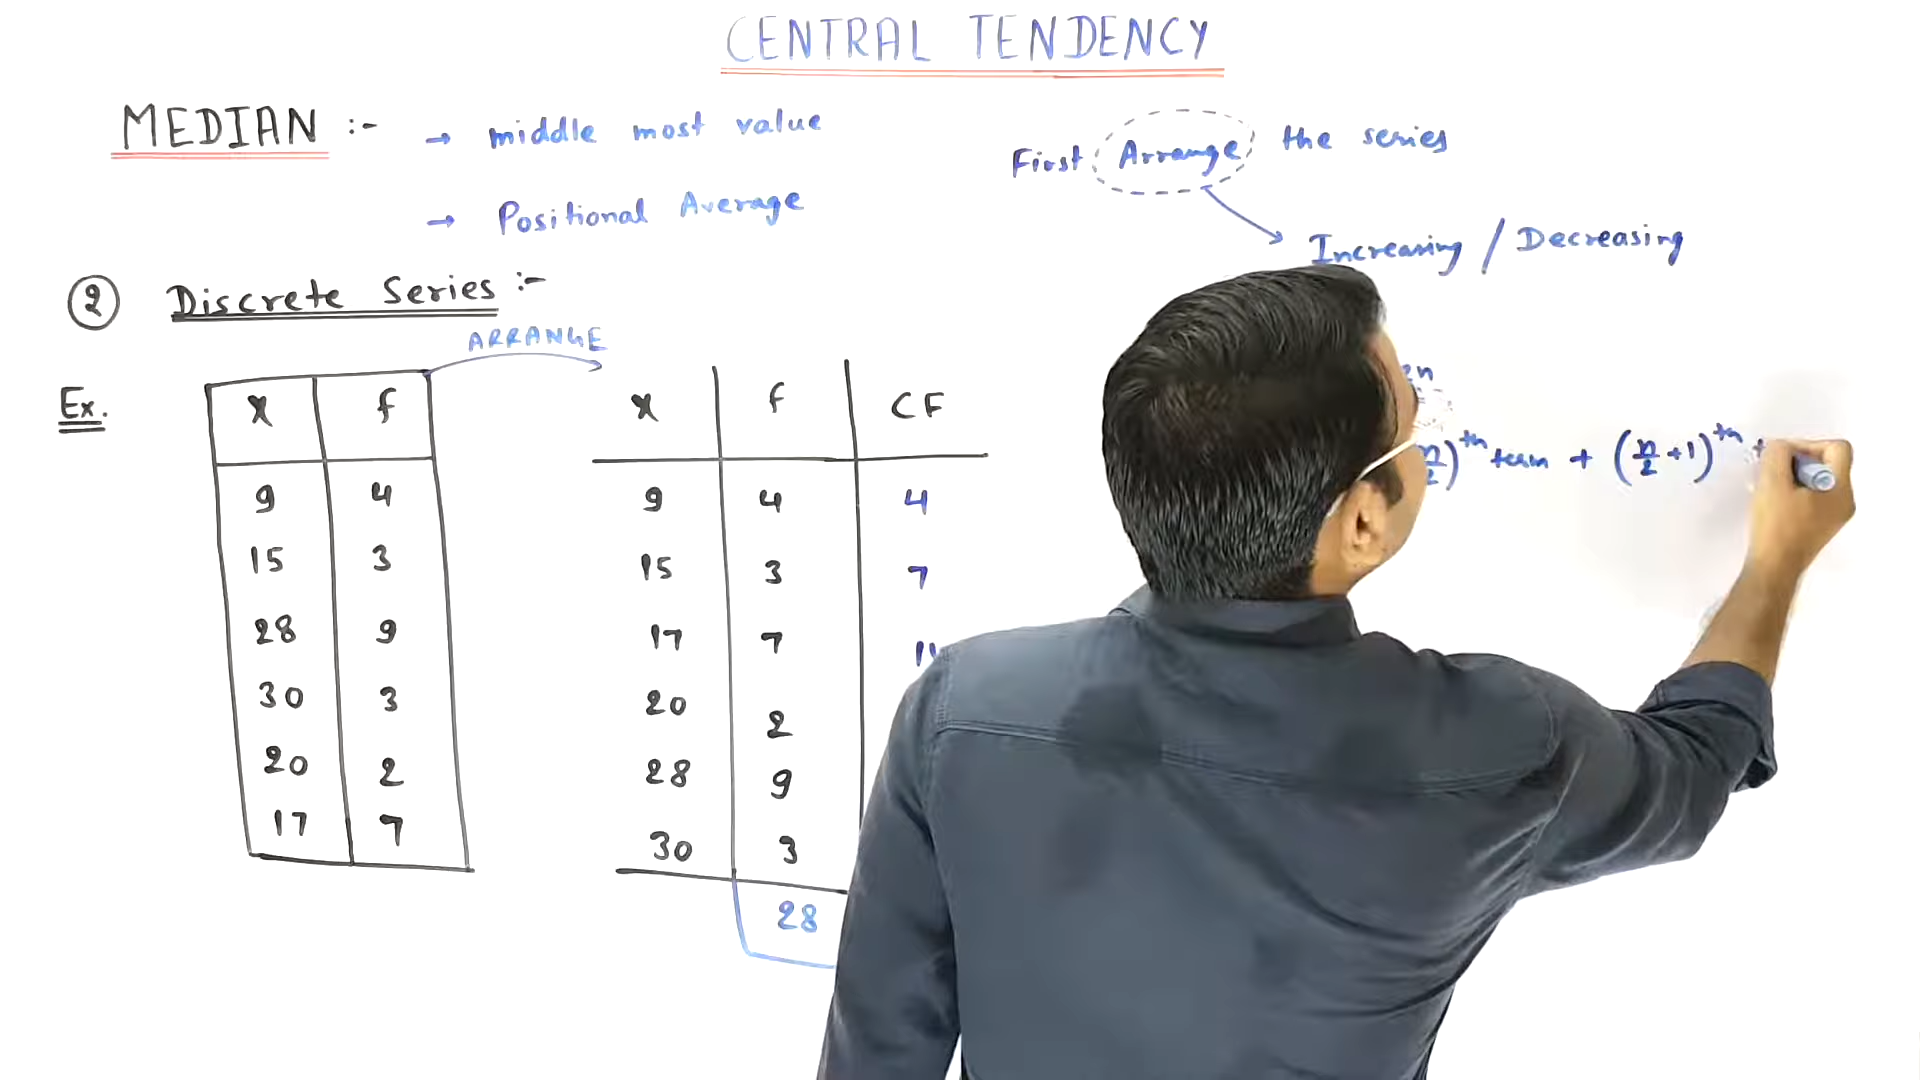 CENTRAL TENDENCY
MEDIAN :- → middle most value
→ Positional Average
First Arrange the series
Increasing / Decreasing
② Discrete Series :-
ARRANGE
Ex.
x f
9 4
15 3
28 9
30 3
20 2
17 7
x f CF
9 4 4
15 3 7
17 7
20 2
28 9
30 3
28
n/2)th term + (n/2 + 1)th